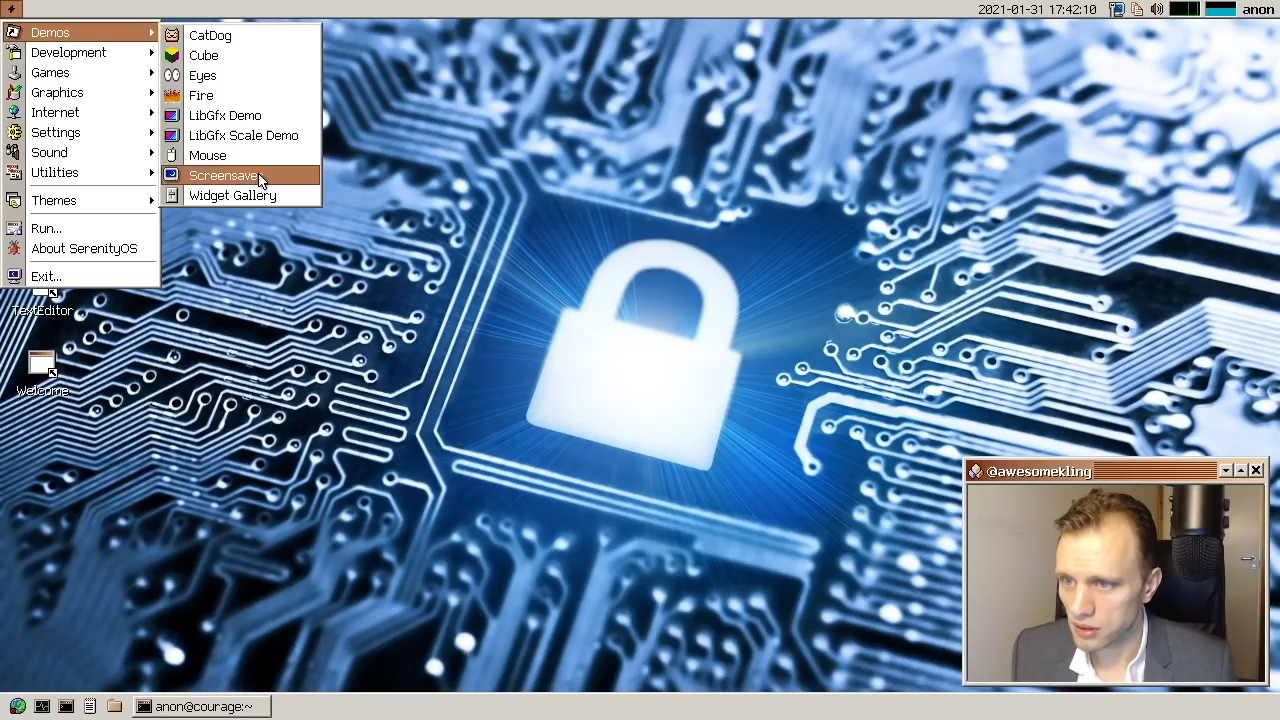 2021-01-31 17:42:10 anon
Demos
Development
Games
Graphics
Internet
Settings
Sound
Utilities
Themes
Run...
About SerenityOS
Exit...
CatDog
Cube
Eyes
Fire
LibGfx Demo
LibGfx Scale Demo
Mouse
Screensaver
Widget Gallery
TextEditor
Welcome
@awesomekling
anon@courage:~